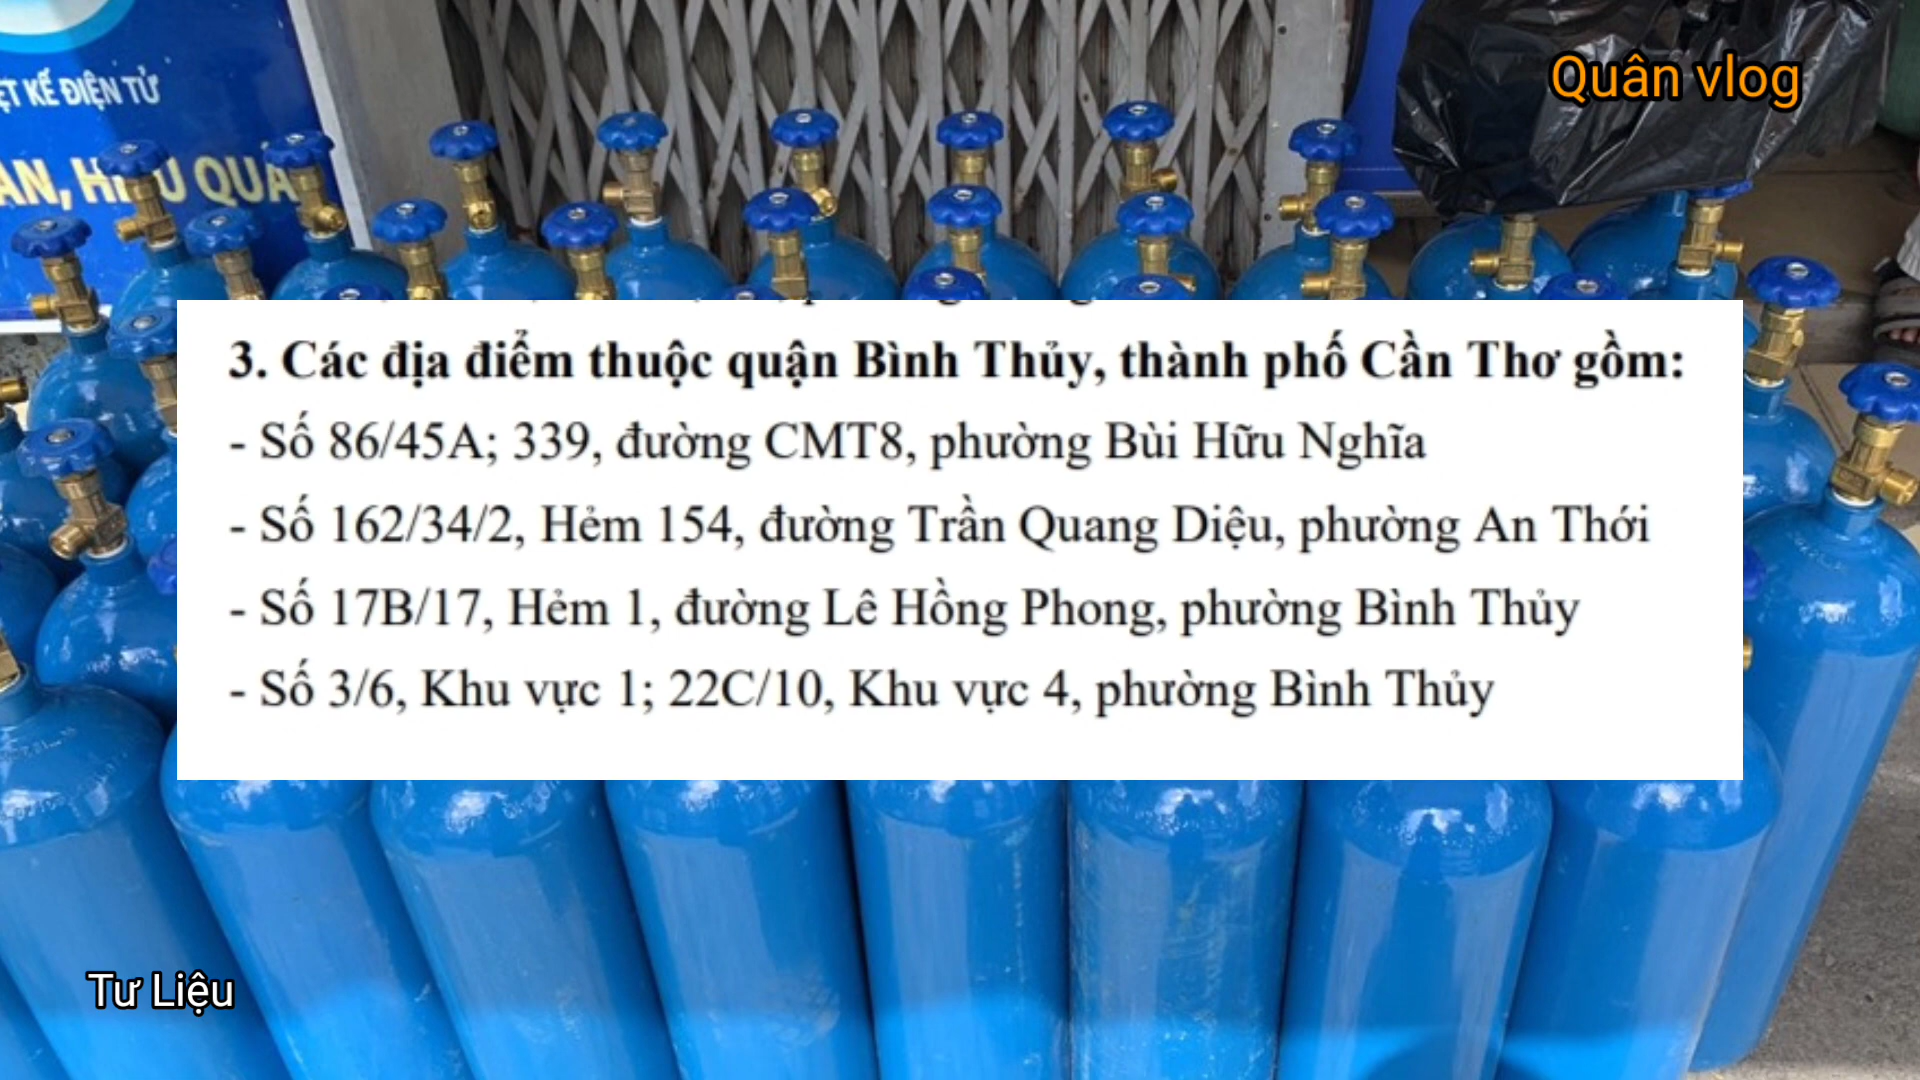 Quân vlog
KẾ ĐIỆN TỬ
3. Các địa điểm thuộc quận Bình Thủy, thành phố Cần Thơ gồm:
- Số 86/45A; 339, đường CMT8, phường Bùi Hữu Nghĩa
- Số 162/34/2, Hẻm 154, đường Trần Quang Diệu, phường An Thới
- Số 17B/17, Hẻm 1, đường Lê Hồng Phong, phường Bình Thủy
- Số 3/6, Khu vực 1; 22C/10, Khu vực 4, phường Bình Thủy
Tư Liệu